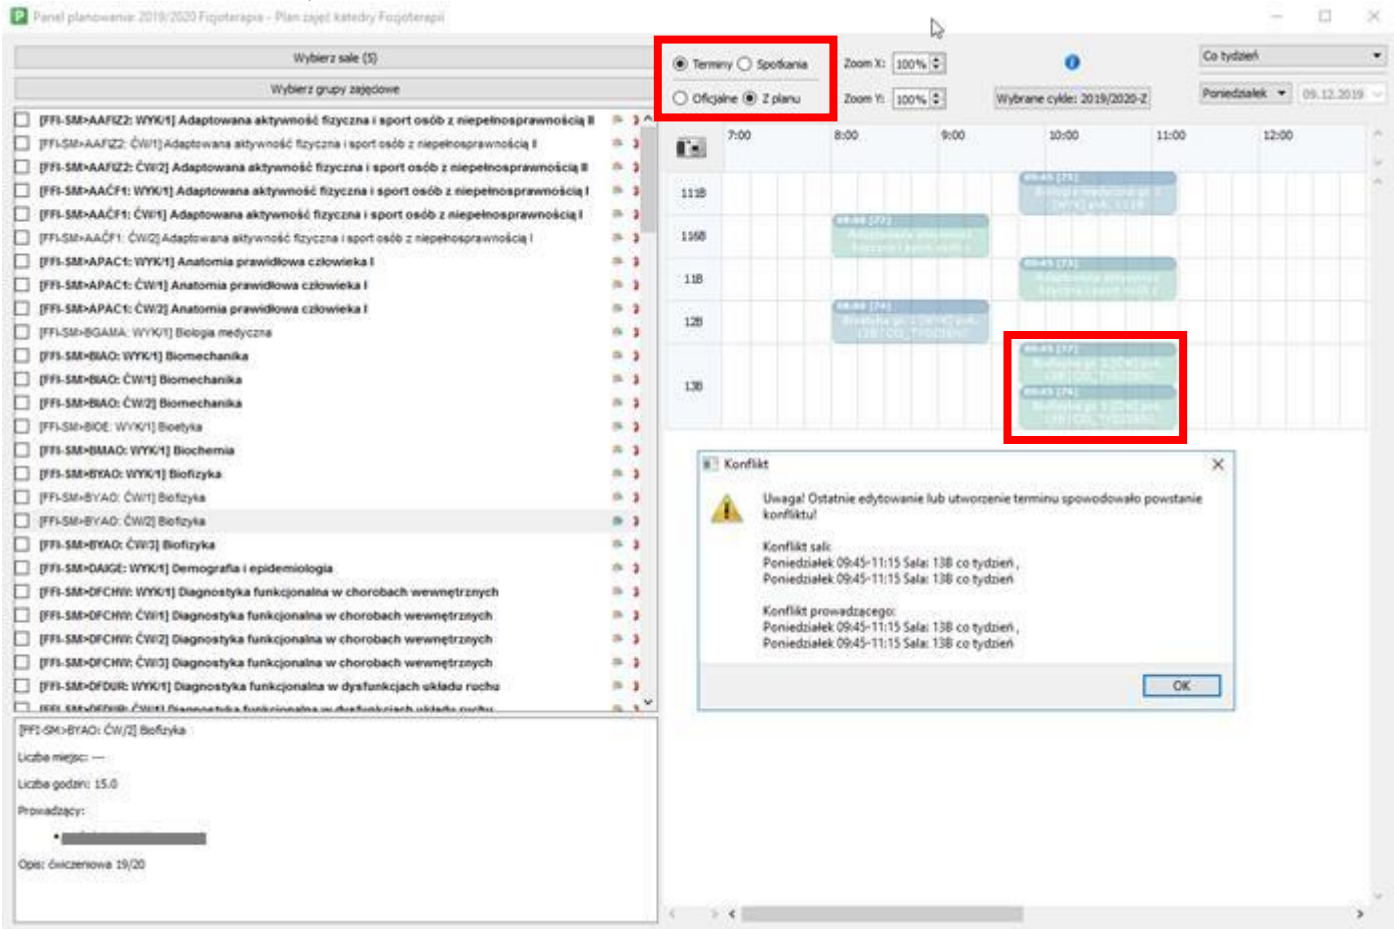 Panel planowania: 2019/2020 Fizjoterapia - Plan zajęć katedry Fizjoterapii
Wybierz sale (5)
Wybierz grupy zajęciowe
[FFI-SM>AAFIZ2: WYK/1] Adaptowana aktywność fizyczna i sport osób z niepełnosprawnością II
[FFI-SM>AAFIZ2: ĆW/1] Adaptowana aktywność fizyczna i sport osób z niepełnosprawnością II
[FFI-SM>AAFIZ2: ĆW/2] Adaptowana aktywność fizyczna i sport osób z niepełnosprawnością II
[FFI-SM>AAĆF1: WYK/1] Adaptowana aktywność fizyczna i sport osób z niepełnosprawnością I
[FFI-SM>AAĆF1: ĆW/1] Adaptowana aktywność fizyczna i sport osób z niepełnosprawnością I
[FFI-SM>AAĆF1: ĆW/2] Adaptowana aktywność fizyczna i sport osób z niepełnosprawnością I
[FFI-SM>APAC1: WYK/1] Anatomia prawidłowa człowieka I
[FFI-SM>APAC1: ĆW/1] Anatomia prawidłowa człowieka I
[FFI-SM>APAC1: ĆW/2] Anatomia prawidłowa człowieka I
[FFI-SM>BGAMA: WYK/1] Biologia medyczna
[FFI-SM>BIAO: WYK/1] Biomechanika
[FFI-SM>BIAO: ĆW/1] Biomechanika
[FFI-SM>BIAO: ĆW/2] Biomechanika
[FFI-SM>BIOE: WYK/1] Bioetyka
[FFI-SM>BMAO: WYK/1] Biochemia
[FFI-SM>BYAO: WYK/1] Biofizyka
[FFI-SM>BYAO: ĆW/1] Biofizyka
[FFI-SM>BYAO: ĆW/2] Biofizyka
[FFI-SM>BYAO: ĆW/3] Biofizyka
[FFI-SM>DAIGE: WYK/1] Demografia i epidemiologia
[FFI-SM>DFCHW: WYK/1] Diagnostyka funkcjonalna w chorobach wewnętrznych
[FFI-SM>DFCHW: ĆW/1] Diagnostyka funkcjonalna w chorobach wewnętrznych
[FFI-SM>DFCHW: ĆW/2] Diagnostyka funkcjonalna w chorobach wewnętrznych
[FFI-SM>DFCHW: ĆW/3] Diagnostyka funkcjonalna w chorobach wewnętrznych
[FFI-SM>DFDUR: WYK/1] Diagnostyka funkcjonalna w dysfunkcjach układu ruchu
[FFI-SM>DFDUR: ĆW/1] Diagnostyka funkcjonalna w dysfunkcjach układu ruchu
[FFI-SM>BYAO: ĆW/2] Biofizyka
Liczba miejsc: ---
Liczba godzin: 15.0
Prowadzący:
Opis: ćwiczeniowa 19/20
Terminy Spotkania
Oficjalne Z planu
Zoom X: 100%
Zoom Y: 100%
Wybrane cykle: 2019/2020-Z
Co tydzień
Poniedziałek 09.12.2019
7:00 8:00 9:00 10:00 11:00 12:00
111B
116B
11B
12B
13B
Konflikt
Uwaga! Ostatnie edytowanie lub utworzenie terminu spowodowało powstanie
konfliktu!
Konflikt sali:
Poniedziałek 09:45-11:15 Sala: 13B co tydzień ,
Poniedziałek 09:45-11:15 Sala: 13B co tydzień
Konflikt prowadzącego:
Poniedziałek 09:45-11:15 Sala: 13B co tydzień ,
Poniedziałek 09:45-11:15 Sala: 13B co tydzień
OK